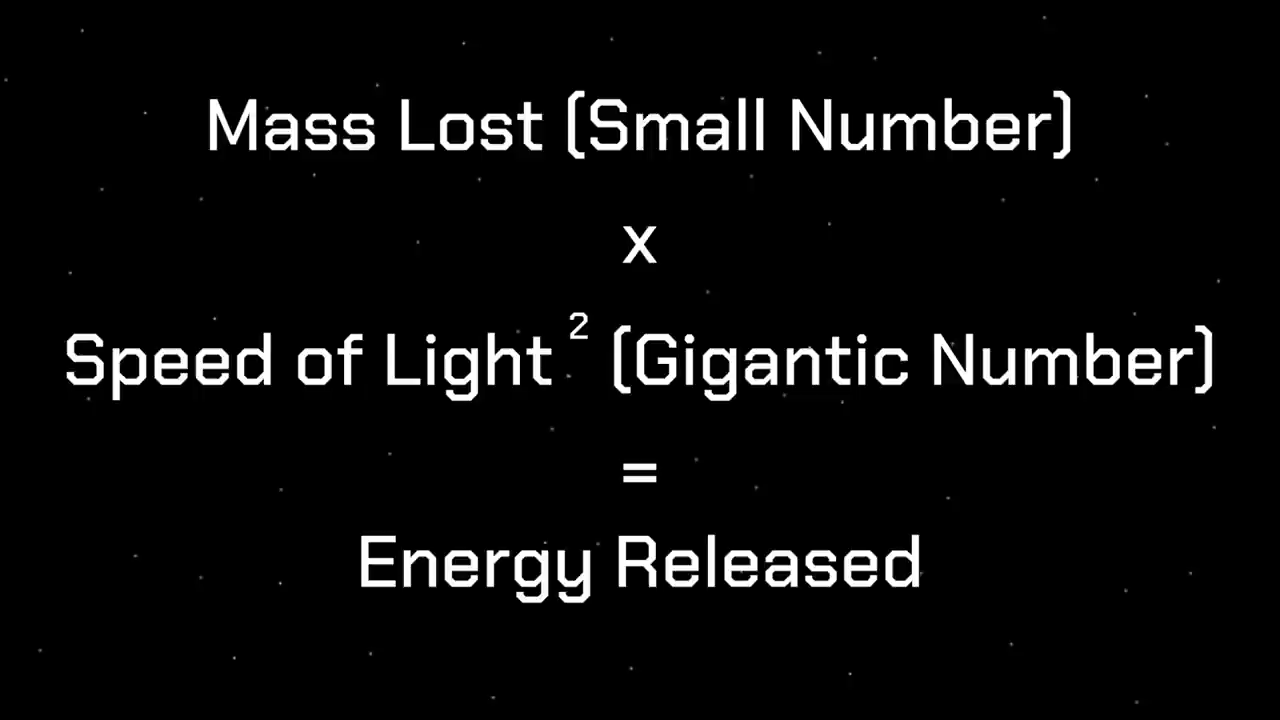 Mass Lost (Small Number)
x
Speed of Light ² (Gigantic Number)
=
Energy Released